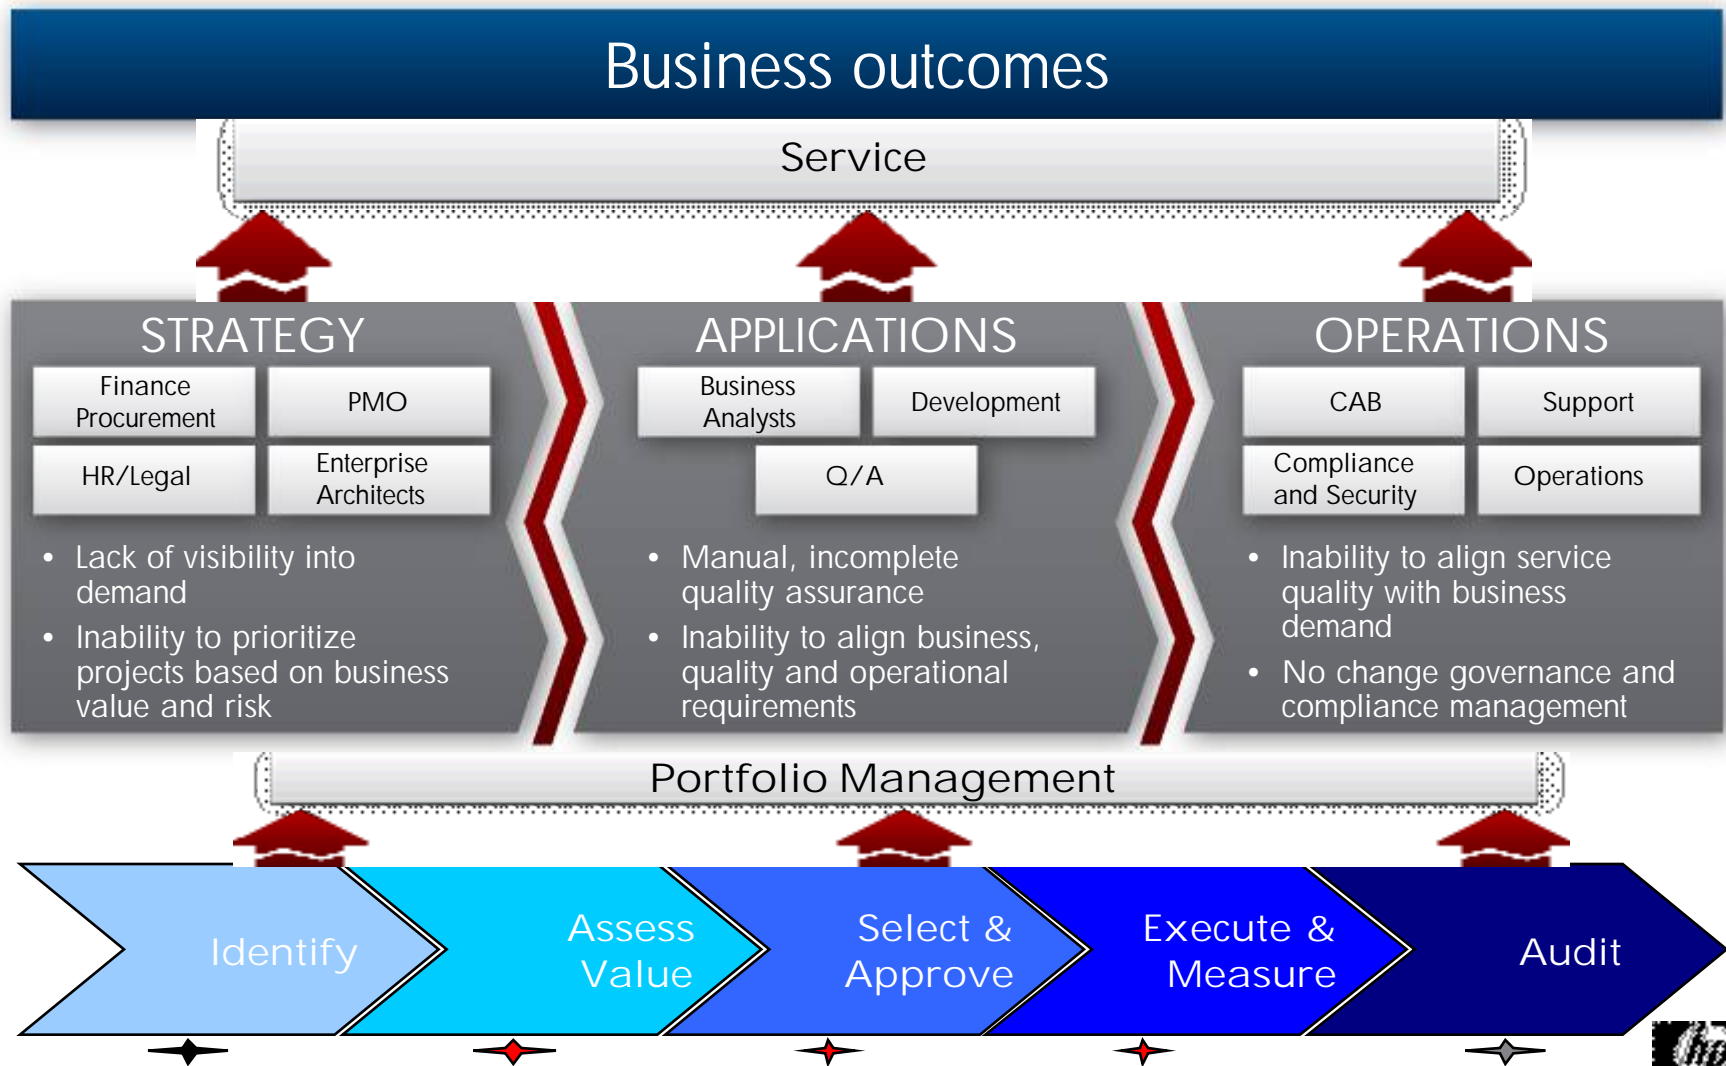 Business outcomes
Service
STRATEGY
Finance
Procurement
PMO
HR/Legal
Enterprise
Architects
• Lack of visibility into
demand
• Inability to prioritize
projects based on business
value and risk
APPLICATIONS
Business
Analysts
Development
Q/A
• Manual, incomplete
quality assurance
• Inability to align business,
quality and operational
requirements
OPERATIONS
CAB
Support
Compliance
and Security
Operations
• Inability to align service
quality with business
demand
• No change governance and
compliance management
Portfolio Management
Identify
Assess
Value
Select &
Approve
Execute &
Measure
Audit